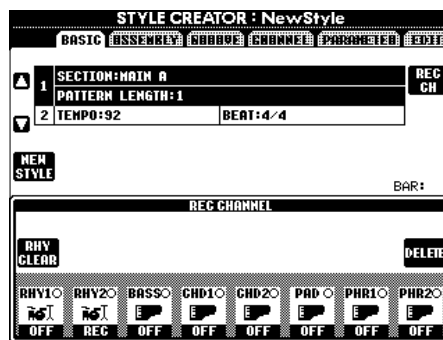 STYLE CREATOR : NewStyle
BASIC ASSEMBLY GROOVE CHANNEL PARAMETER EDIT
1 SECTION:MAIN A
PATTERN LENGTH:1
2 TEMPO:92 BEAT:4/4
REC
CH
NEW
STYLE
BAR:
REC CHANNEL
RHY
CLEAR
DELETE
RHY1 RHY2 BASS CHD1 CHD2 PAD PHR1 PHR2
OFF REC OFF OFF OFF OFF OFF OFF